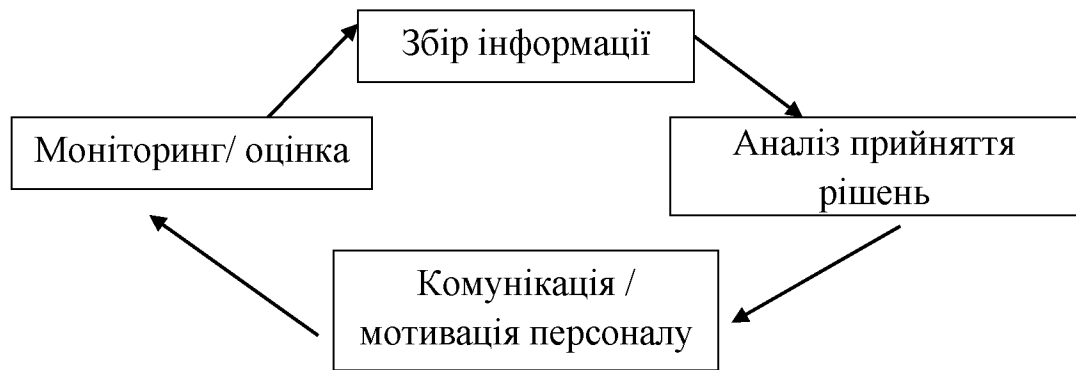 Збір інформації
Моніторинг/ оцінка
Аналіз прийняття
рішень
Комунікація /
мотивація персоналу